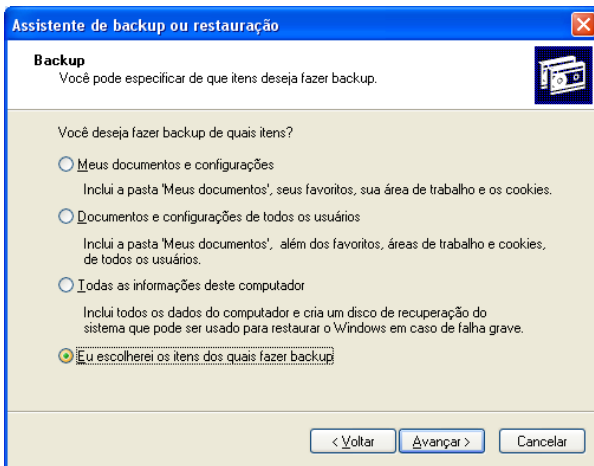 Assistente de backup ou restauração
Backup
Você pode especificar de que itens deseja fazer backup.
Você deseja fazer backup de quais itens?
Meus documentos e configurações
Inclui a pasta 'Meus documentos', seus favoritos, sua área de trabalho e os cookies.
Documentos e configurações de todos os usuários
Inclui a pasta 'Meus documentos', além dos favoritos, áreas de trabalho e cookies,
de todos os usuários.
Todas as informações deste computador
Inclui todos os dados do computador e cria um disco de recuperação do
sistema que pode ser usado para restaurar o Windows em caso de falha grave.
Eu escolherei os itens dos quais fazer backup
< Voltar Avançar > Cancelar